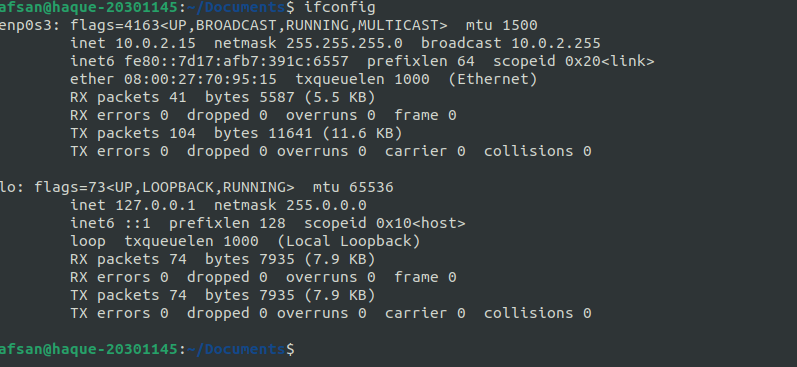 afsan@haque-20301145:~/Documents$ ifconfig
enp0s3: flags=4163<UP,BROADCAST,RUNNING,MULTICAST>  mtu 1500
        inet 10.0.2.15  netmask 255.255.255.0  broadcast 10.0.2.255
        inet6 fe80::7d17:afb7:391c:6557  prefixlen 64  scopeid 0x20<link>
        ether 08:00:27:70:95:15  txqueuelen 1000  (Ethernet)
        RX packets 41  bytes 5587 (5.5 KB)
        RX errors 0  dropped 0  overruns 0  frame 0
        TX packets 104  bytes 11641 (11.6 KB)
        TX errors 0  dropped 0 overruns 0  carrier 0  collisions 0

lo: flags=73<UP,LOOPBACK,RUNNING>  mtu 65536
        inet 127.0.0.1  netmask 255.0.0.0
        inet6 ::1  prefixlen 128  scopeid 0x10<host>
        loop  txqueuelen 1000  (Local Loopback)
        RX packets 74  bytes 7935 (7.9 KB)
        RX errors 0  dropped 0  overruns 0  frame 0
        TX packets 74  bytes 7935 (7.9 KB)
        TX errors 0  dropped 0 overruns 0  carrier 0  collisions 0

afsan@haque-20301145:~/Documents$